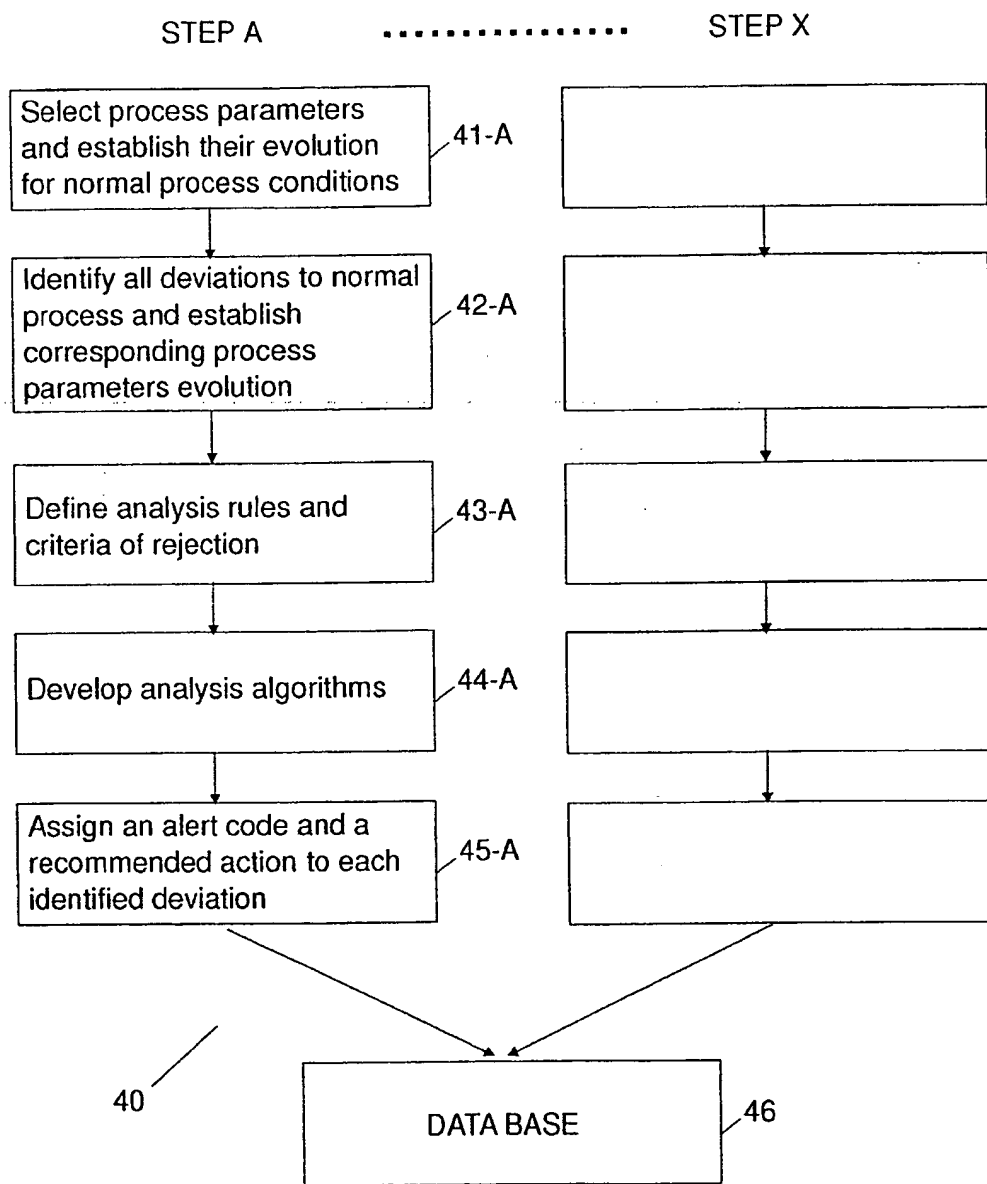 STEP A ................ STEP X
Select process parameters
and establish their evolution
for normal process conditions
41-A
Identify all deviations to normal
process and establish
corresponding process
parameters evolution
42-A
Define analysis rules and
criteria of rejection
43-A
Develop analysis algorithms
44-A
Assign an alert code and a
recommended action to each
identified deviation
45-A
40
DATA BASE
46